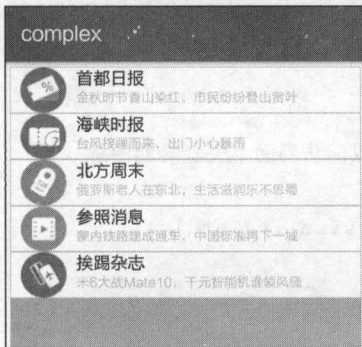 complex
首都日报
金秋时节香山染红,市民纷纷登山赏叶
海峡时报
台风接踵而来,出门小心暴雨
北方周末
俄罗斯老人在东北,生活滋润乐不思蜀
参照消息
蒙内铁路建成通车,中国标准再下一城
挨踢杂志
米6大战Mate10,千元智能机谁领风骚